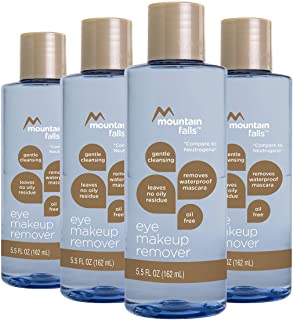 mountain
falls™
gentle
cleansing
"Compare to
Neutrogena®
removes
waterproof
mascara
leaves
no oily
residue
oil
free
eye
makeup
remover
5.5 FL OZ (162 mL)